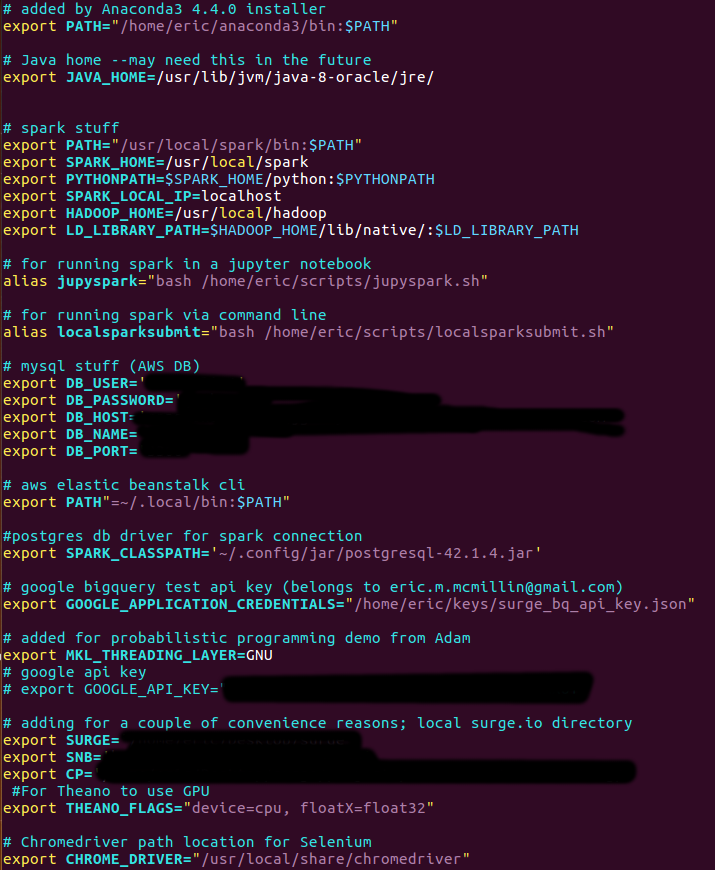 # added by Anaconda3 4.4.0 installer
export PATH="/home/eric/anaconda3/bin:$PATH"
# Java home --may need this in the future
export JAVA_HOME=/usr/lib/jvm/java-8-oracle/jre/
# spark stuff
export PATH="/usr/local/spark/bin:$PATH"
export SPARK_HOME=/usr/local/spark
export PYTHONPATH=$SPARK_HOME/python:$PYTHONPATH
export SPARK_LOCAL_IP=localhost
export HADOOP_HOME=/usr/local/hadoop
export LD_LIBRARY_PATH=$HADOOP_HOME/lib/native/:$LD_LIBRARY_PATH
# for running spark in a jupyter notebook
alias jupyspark="bash /home/eric/scripts/jupyspark.sh"
# for running spark via command line
alias localsparksubmit="bash /home/eric/scripts/localsparksubmit.sh"
# mysql stuff (AWS DB)
export DB_USER='
export DB_PASSWORD='
export DB_HOST=
export DB_NAME=
export DB_PORT=
# aws elastic beanstalk cli
export PATH"=~/.local/bin:$PATH"
#postgres db driver for spark connection
export SPARK_CLASSPATH='~/.config/jar/postgresql-42.1.4.jar'
# google bigquery test api key (belongs to eric.m.mcmillin@gmail.com)
export GOOGLE_APPLICATION_CREDENTIALS="/home/eric/keys/surge_bq_api_key.json"
# added for probabilistic programming demo from Adam
export MKL_THREADING_LAYER=GNU
# google api key
# export GOOGLE_API_KEY='
# adding for a couple of convenience reasons; local surge.io directory
export SURGE=
export SNB='
export CP=
#For Theano to use GPU
export THEANO_FLAGS="device=cpu, floatX=float32"
# Chromedriver path location for Selenium
export CHROME_DRIVER="/usr/local/share/chromedriver"